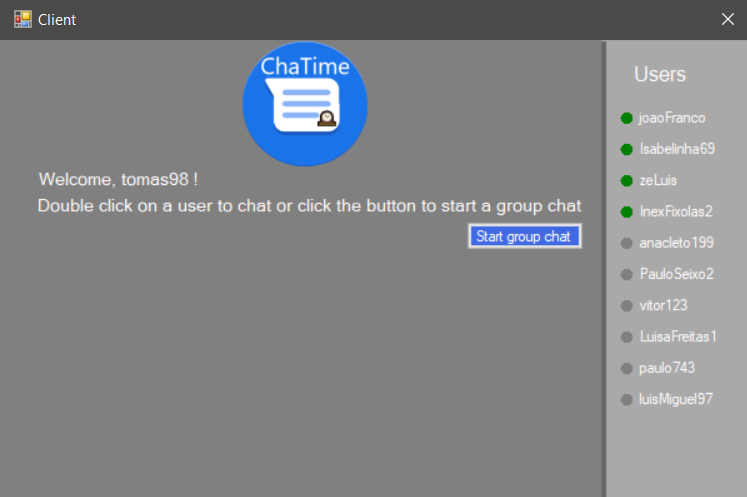 Client
ChaTime
Welcome, tomas98 !
Double click on a user to chat or click the button to start a group chat
Start group chat
Users
joaoFranco
Isabelinha69
zeLuis
InexFixolas2
anacleto199
PauloSeixo2
vitor123
LuisaFreitas1
paulo743
luisMiguel97